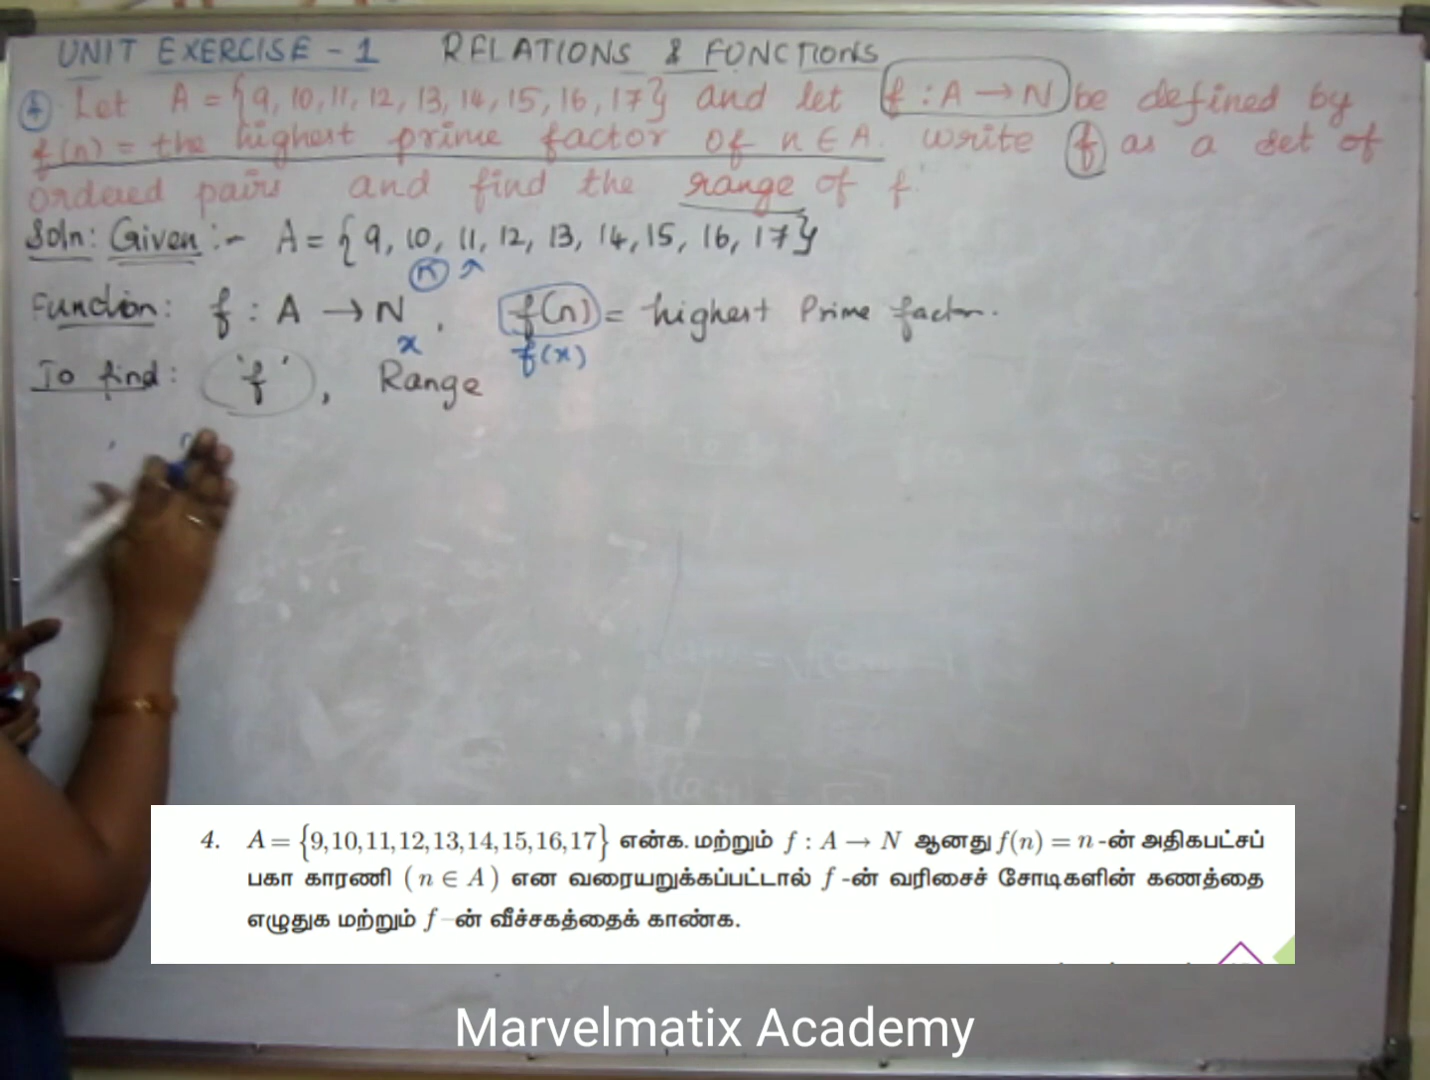 UNIT EXERCISE - 1 RELATIONS & FUNCTIONS
④ Let A = {9, 10, 11, 12, 13, 14, 15, 16, 17} and let f : A → N be defined by
f(n) = the highest prime factor of n ∈ A. write f as a set of
ordered pairs and find the range of f.
Soln: Given :- A = { 9, 10, 11, 12, 13, 14, 15, 16, 17 }
n
Function: f : A → N , f(n) = highest Prime factor.
x f(x)
To find : 'f' , Range
4. A = {9,10,11,12,13,14,15,16,17} என்க. மற்றும் f : A → N ஆனது f(n) = n -ன் அதிகபட்சப்
பகா காரணி ( n ∈ A ) என வரையறுக்கப்பட்டால் f -ன் வரிசைச் சோடிகளின் கணத்தை
எழுதுக மற்றும் f –ன் வீச்சகத்தைக் காண்க.
Marvelmatix Academy